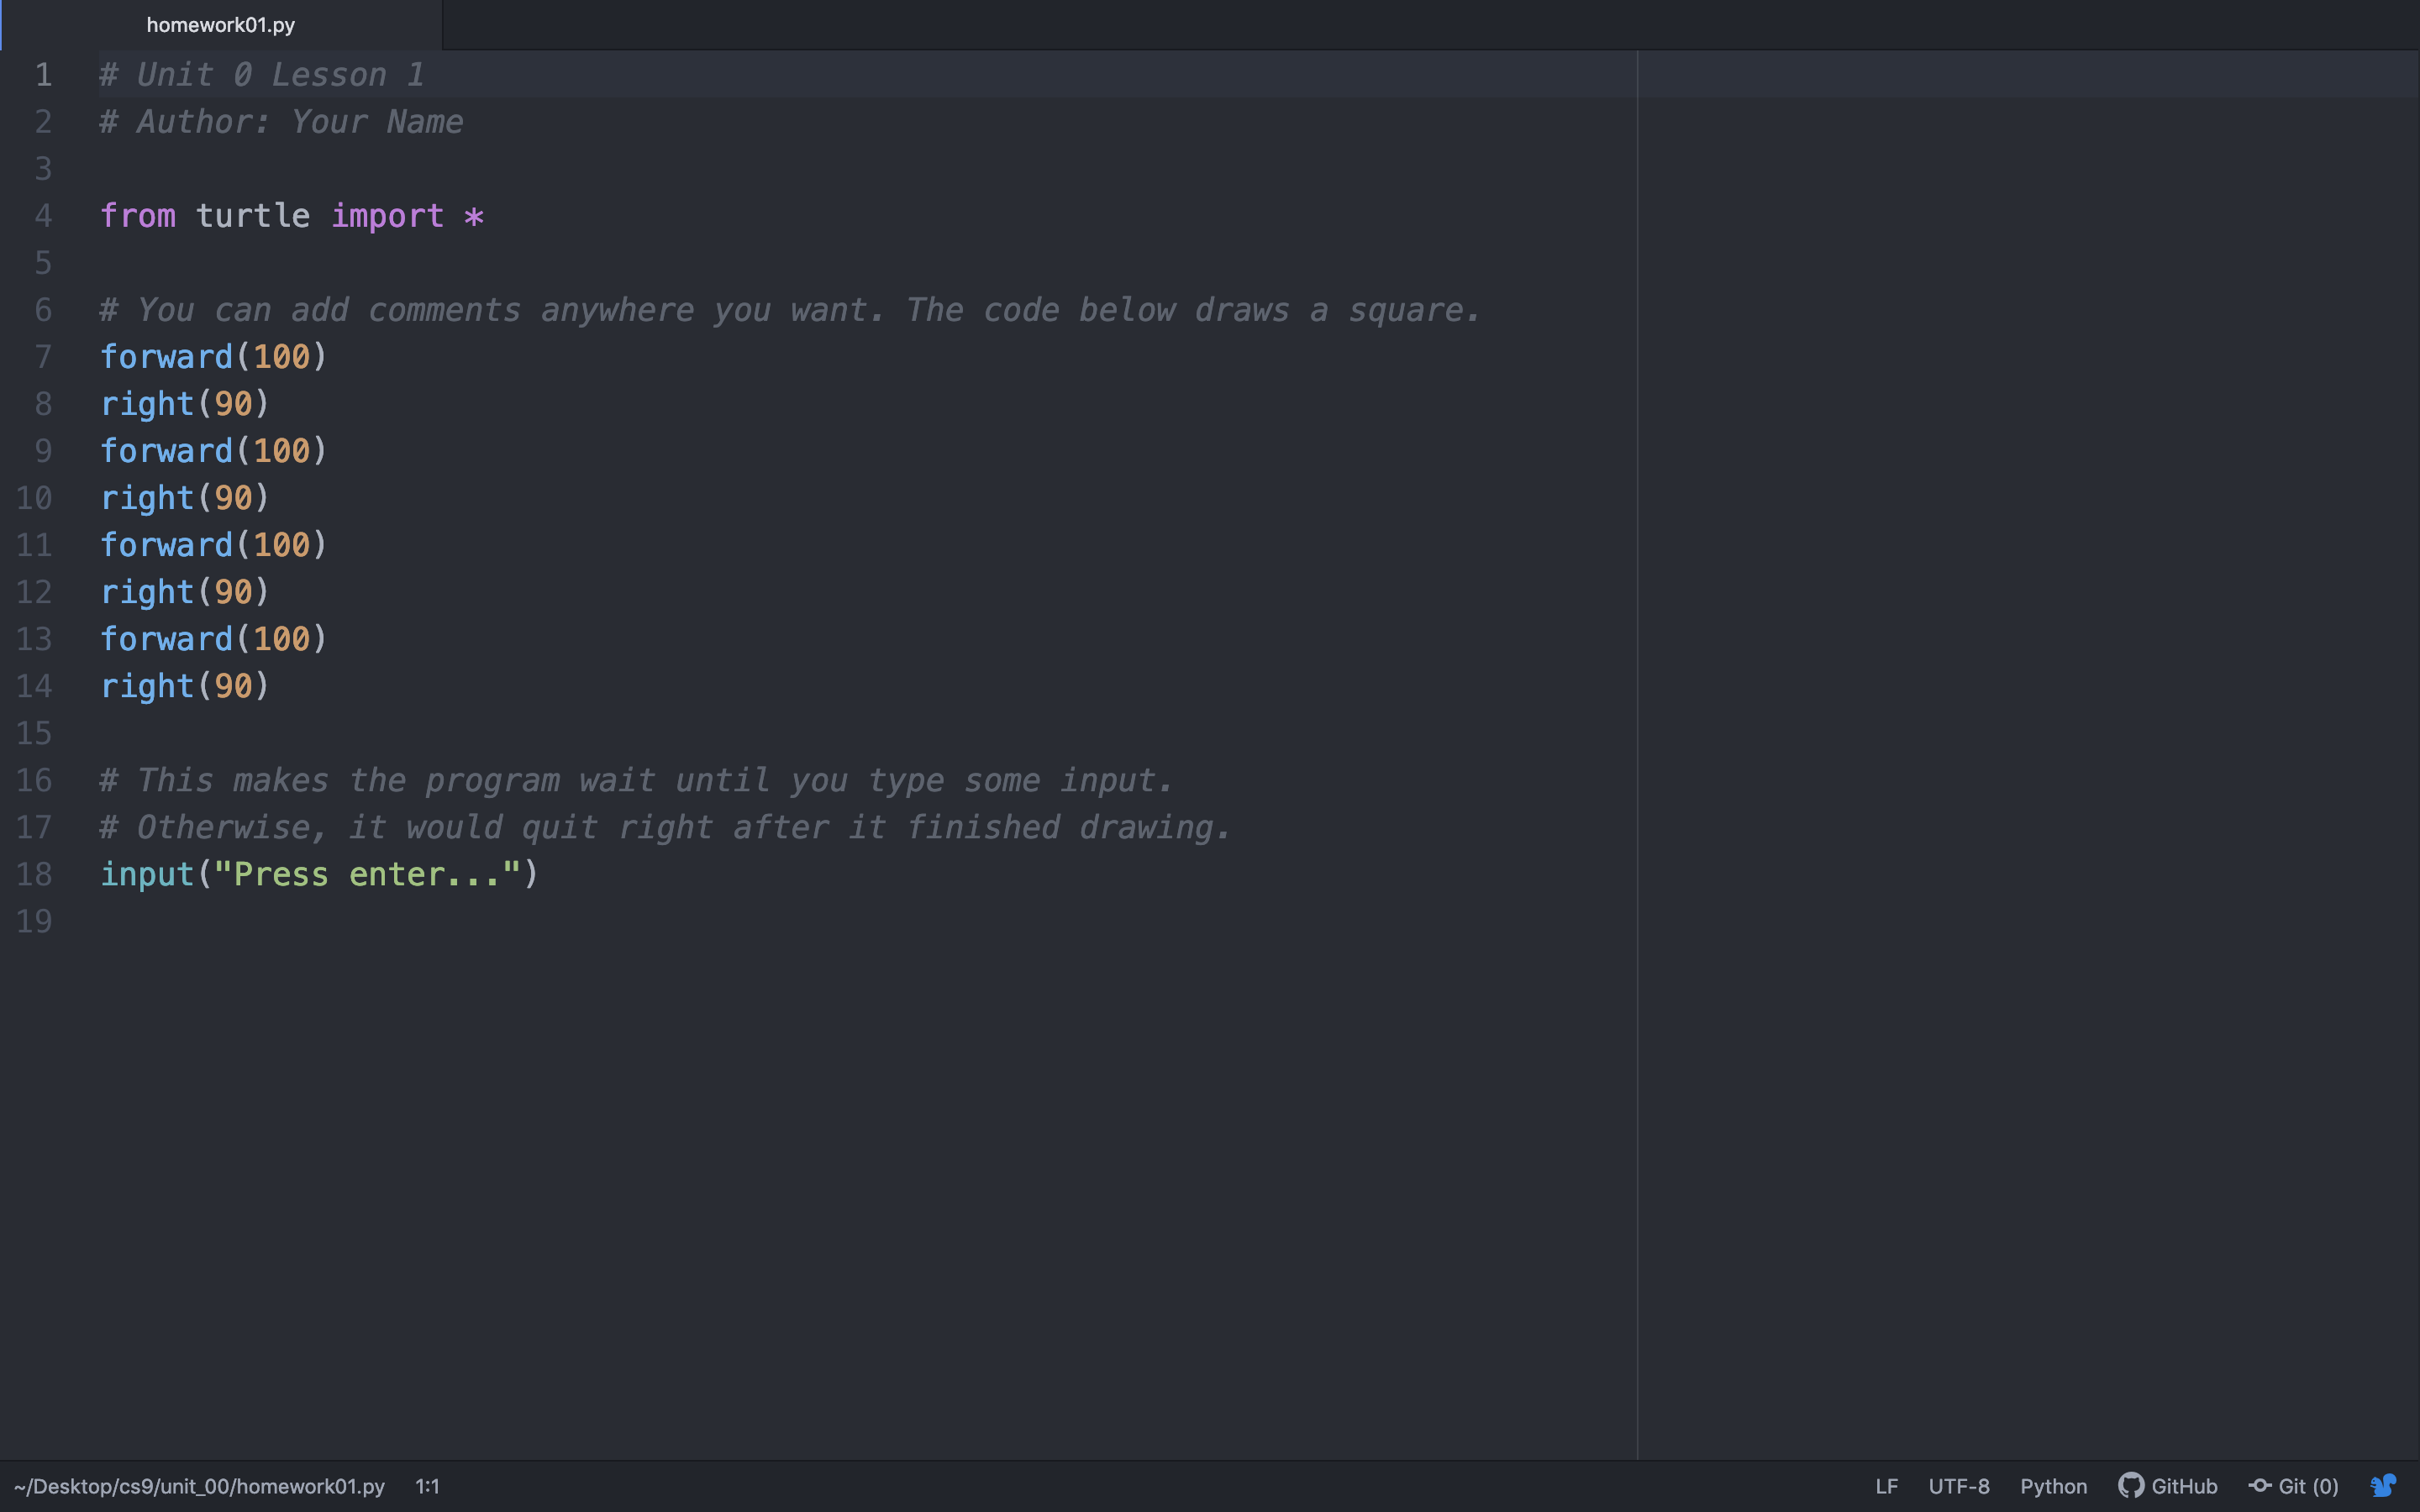 homework01.py
1 # Unit 0 Lesson 1
2 # Author: Your Name
3
4 from turtle import *
5
6 # You can add comments anywhere you want. The code below draws a square.
7 forward(100)
8 right(90)
9 forward(100)
10 right(90)
11 forward(100)
12 right(90)
13 forward(100)
14 right(90)
15
16 # This makes the program wait until you type some input.
17 # Otherwise, it would quit right after it finished drawing.
18 input("Press enter...")
19
~/Desktop/cs9/unit_00/homework01.py 1:1 LF UTF-8 Python GitHub Git (0)